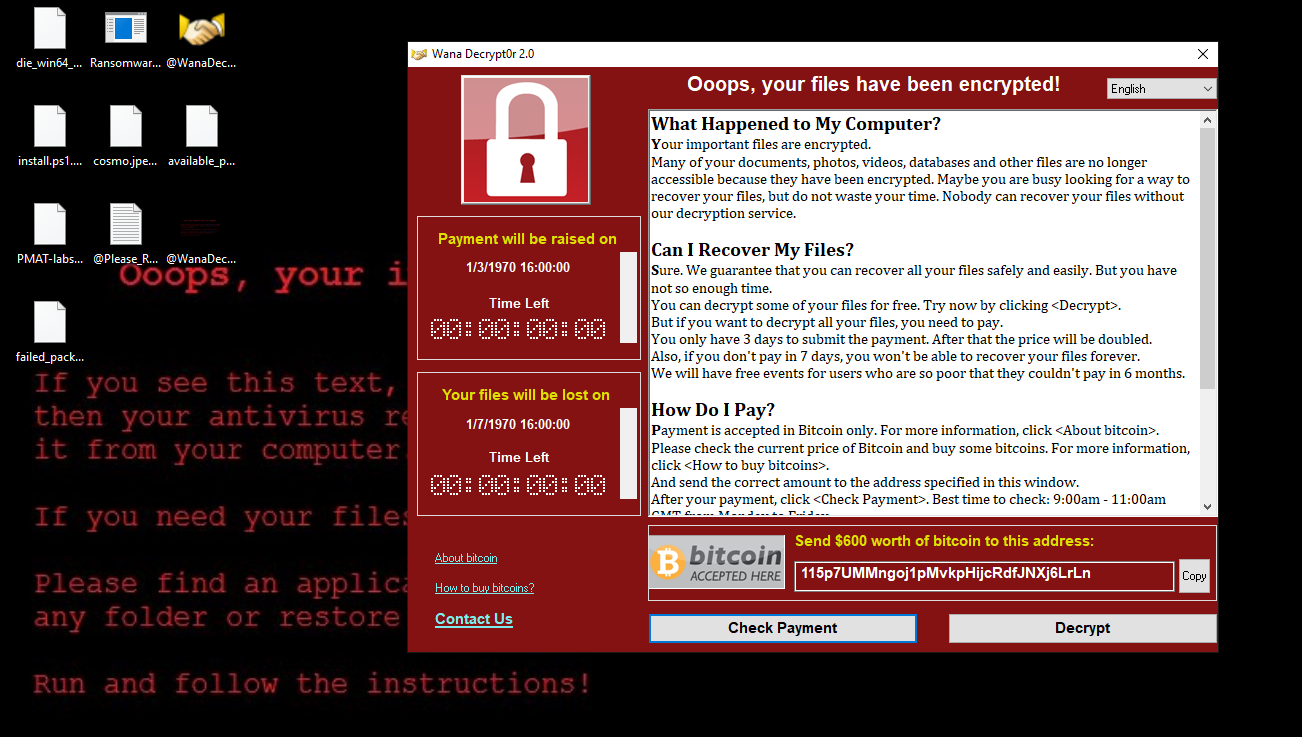 die_win64_...
Ransomwar...
@WanaDec...
install.ps1....
cosmo.jpe...
available_p...
PMAT-labs...
@Please_R...
@WanaDec...
failed_pack...
Ooops, your i
If you see this text,
then your antivirus re
it from your computer.
If you need your files
Please find an applica
any folder or restore
Run and follow the instructions!
Wana Decrypt0r 2.0
Ooops, your files have been encrypted!
English
Payment will be raised on
1/3/1970 16:00:00
Time Left
00:00:00:00
Your files will be lost on
1/7/1970 16:00:00
Time Left
00:00:00:00
About bitcoin
How to buy bitcoins?
Contact Us
What Happened to My Computer?
Your important files are encrypted.
Many of your documents, photos, videos, databases and other files are no longer
accessible because they have been encrypted. Maybe you are busy looking for a way to
recover your files, but do not waste your time. Nobody can recover your files without
our decryption service.
Can I Recover My Files?
Sure. We guarantee that you can recover all your files safely and easily. But you have
not so enough time.
You can decrypt some of your files for free. Try now by clicking <Decrypt>.
But if you want to decrypt all your files, you need to pay.
You only have 3 days to submit the payment. After that the price will be doubled.
Also, if you don't pay in 7 days, you won't be able to recover your files forever.
We will have free events for users who are so poor that they couldn't pay in 6 months.
How Do I Pay?
Payment is accepted in Bitcoin only. For more information, click <About bitcoin>.
Please check the current price of Bitcoin and buy some bitcoins. For more information,
click <How to buy bitcoins>.
And send the correct amount to the address specified in this window.
After your payment, click <Check Payment>. Best time to check: 9:00am - 11:00am
GMT from Monday to Friday.
bitcoin
ACCEPTED HERE
Send $600 worth of bitcoin to this address:
115p7UMMngoj1pMvkpHijcRdfJNXj6LrLn
Copy
Check Payment
Decrypt